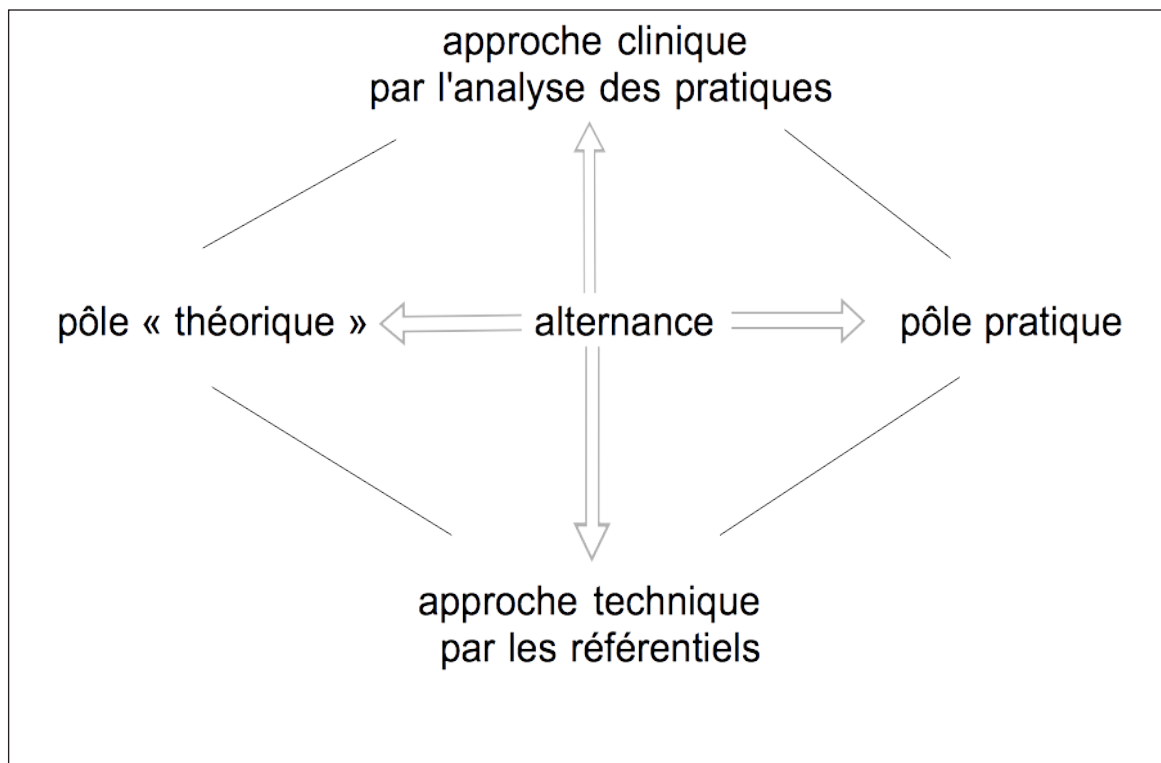 approche clinique
par l'analyse des pratiques
pôle « théorique »
alternance
pôle pratique
approche technique
par les référentiels